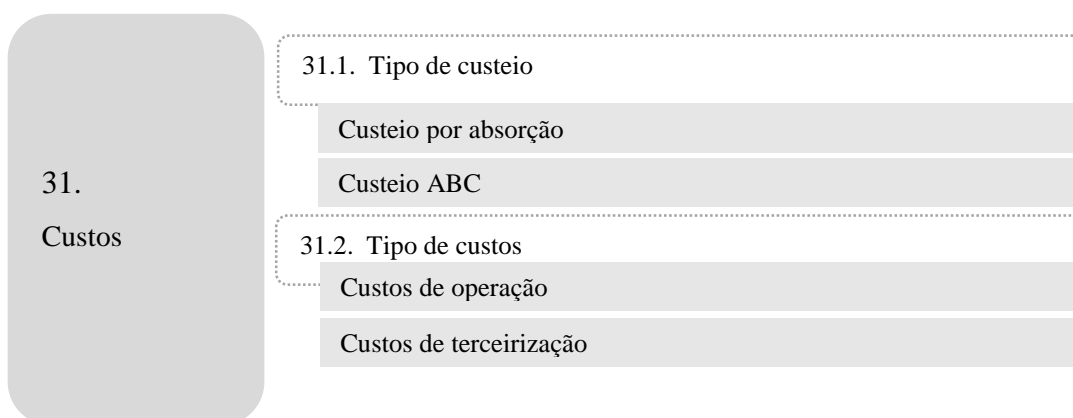 31.
Custos
31.1. Tipo de custeio
Custeio por absorção
Custeio ABC
31.2. Tipo de custos
Custos de operação
Custos de terceirização